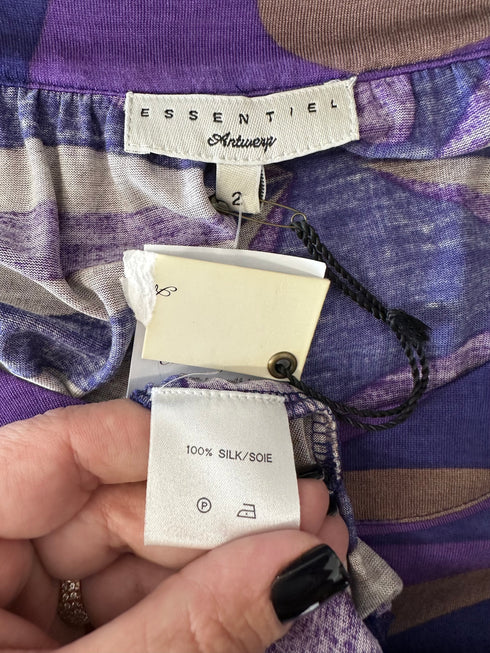 ESSENTIEL
Antwerp
2
100% SILK/SOIE
P